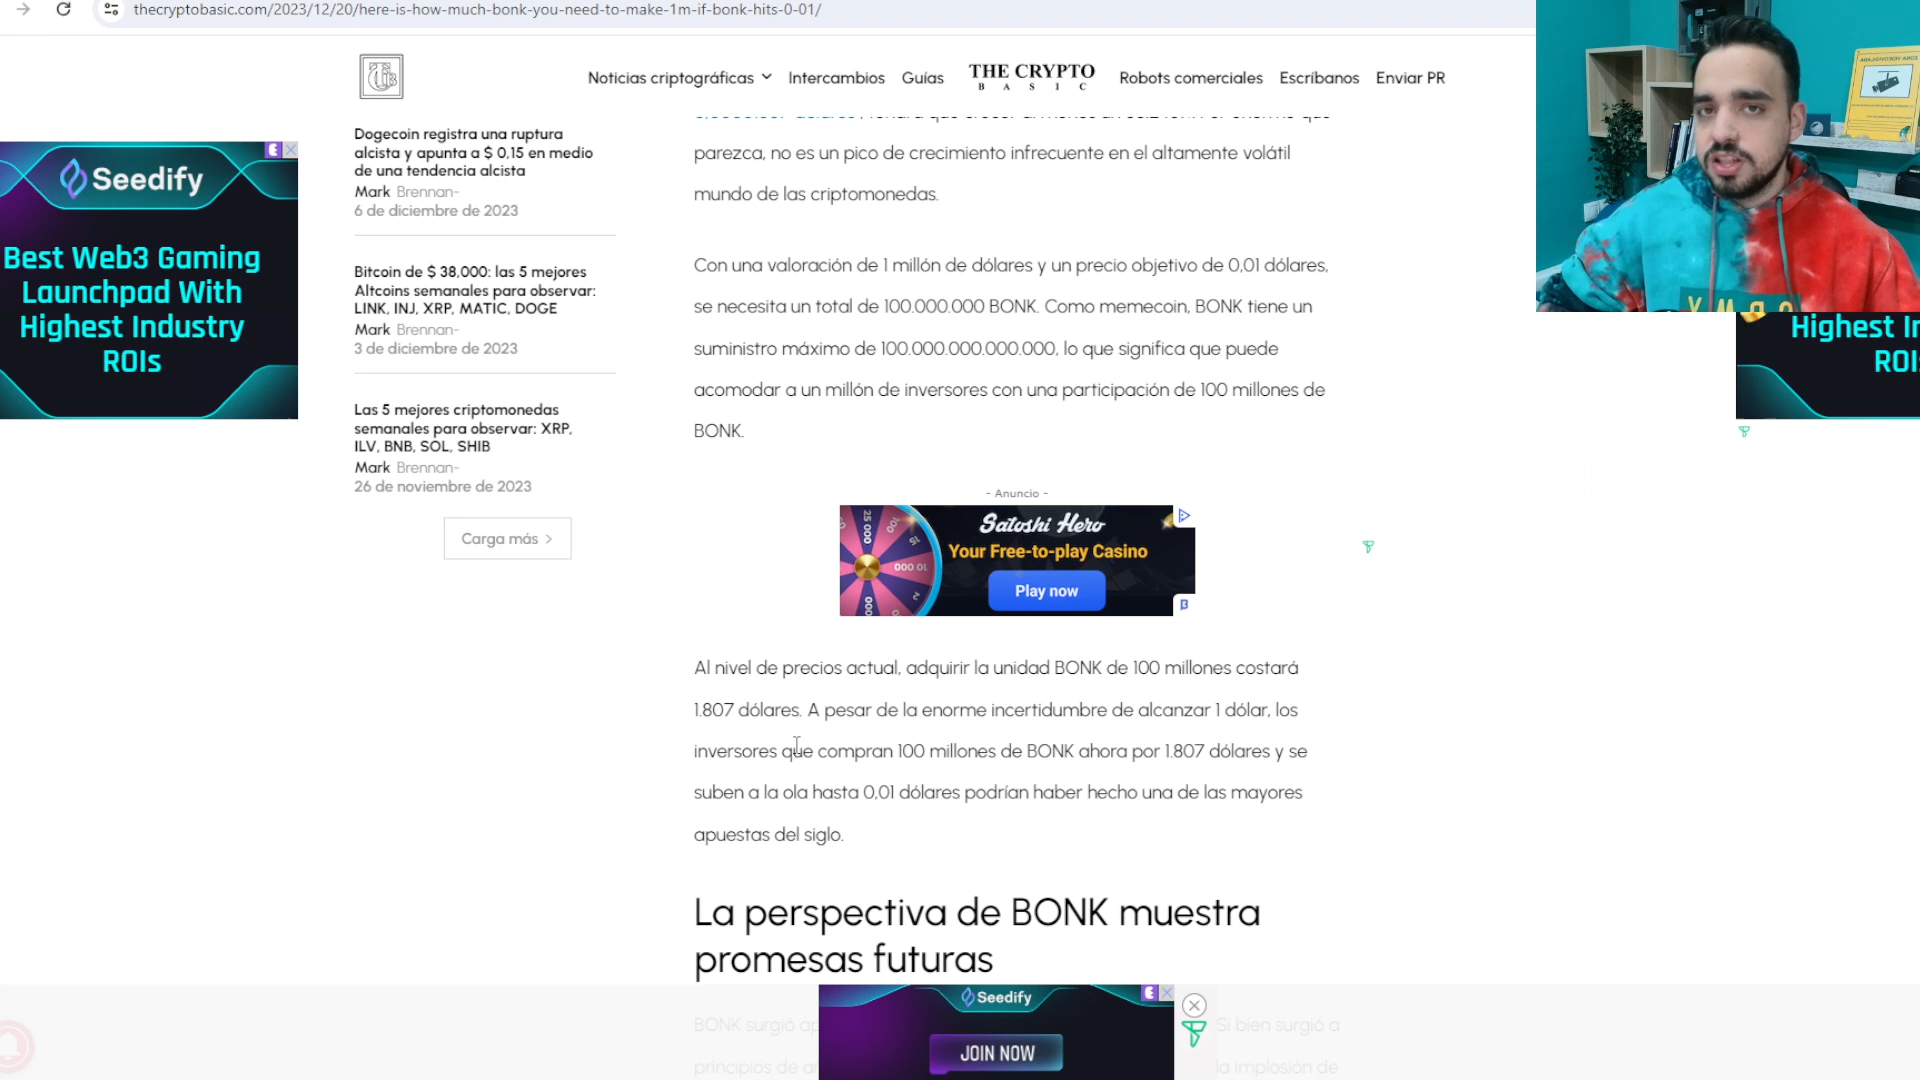 thecryptobasic.com/2023/12/20/here-is-how-much-bonk-you-need-to-make-1m-if-bonk-hits-0-01/
Noticias criptográficas Intercambios Guías THE CRYPTO BASIC Robots comerciales Escríbanos Enviar PR
Dogecoin registra una ruptura
alcista y apunta a $ 0,15 en medio
de una tendencia alcista
Mark Brennan-
6 de diciembre de 2023
Bitcoin de $ 38,000: las 5 mejores
Altcoins semanales para observar:
LINK, INJ, XRP, MATIC, DOGE
Mark Brennan-
3 de diciembre de 2023
Las 5 mejores criptomonedas
semanales para observar: XRP,
ILV, BNB, SOL, SHIB
Mark Brennan-
26 de noviembre de 2023
Carga más
Seedify
Best Web3 Gaming
Launchpad With
Highest Industry
ROIs
parezca, no es un pico de crecimiento infrecuente en el altamente volátil
mundo de las criptomonedas.
Con una valoración de 1 millón de dólares y un precio objetivo de 0,01 dólares,
se necesita un total de 100.000.000 BONK. Como memecoin, BONK tiene un
suministro máximo de 100.000.000.000.000, lo que significa que puede
acomodar a un millón de inversores con una participación de 100 millones de
BONK.
- Anuncio -
Satoshi Hero
Your Free-to-play Casino
Play now
25 000
10 000
Al nivel de precios actual, adquirir la unidad BONK de 100 millones costará
1.807 dólares. A pesar de la enorme incertidumbre de alcanzar 1 dólar, los
inversores que compran 100 millones de BONK ahora por 1.807 dólares y se
suben a la ola hasta 0,01 dólares podrían haber hecho una de las mayores
apuestas del siglo.
La perspectiva de BONK muestra
promesas futuras
BONK surgió
Si bien surgió a
principios de
la implosión de
Seedify
JOIN NOW
Highest